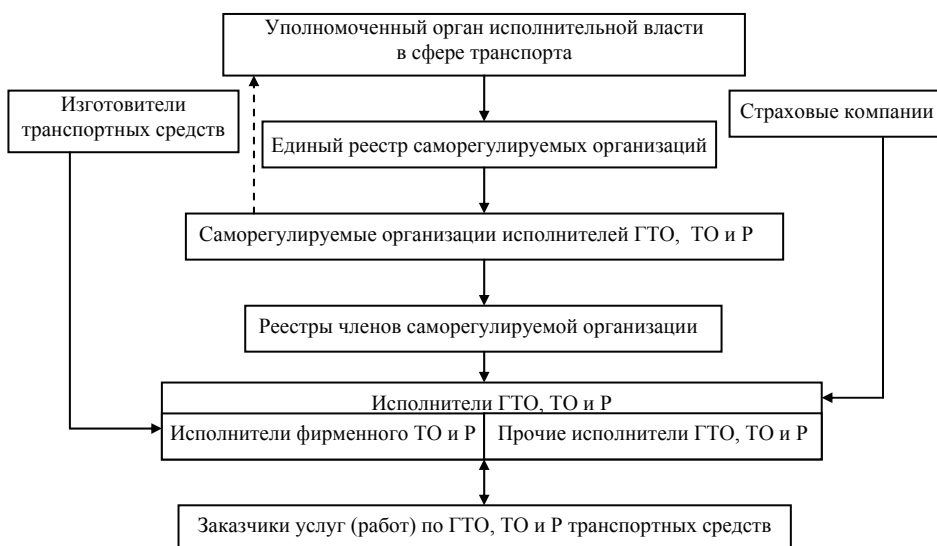 Уполномоченный орган исполнительной власти
в сфере транспорта
Изготовители
транспортных средств
Страховые компании
Единый реестр саморегулируемых организаций
Саморегулируемые организации исполнителей ГТО, ТО и Р
Реестры членов саморегулируемой организации
Исполнители ГТО, ТО и Р
Исполнители фирменного ТО и Р
Прочие исполнители ГТО, ТО и Р
Заказчики услуг (работ) по ГТО, ТО и Р транспортных средств